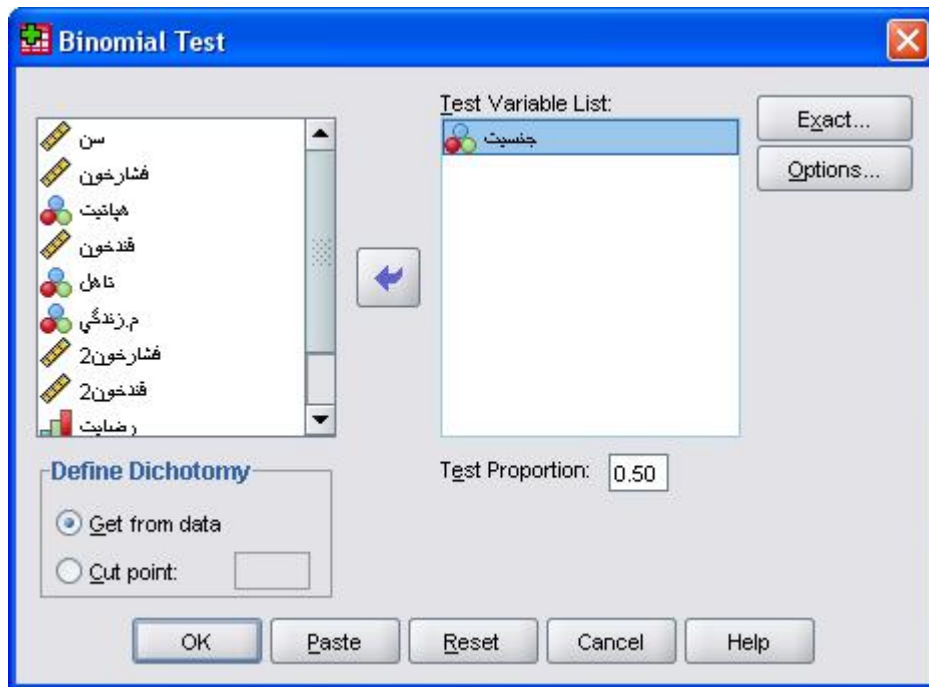 Binomial Test
سن
فشارخون
هپاتیت
قندخون
تاهل
م.زندگي
فشارخون2
قندخون2
رضایت
Test Variable List:
جنسیت
Exact...
Options...
Test Proportion: 0.50
Define Dichotomy
Get from data
Cut point:
OK Paste Reset Cancel Help